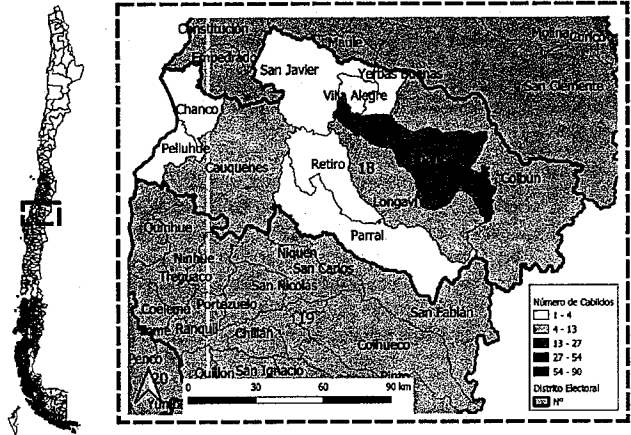 Constitución
Maule
Empedrado
San Javier
Yerbas Buenas
San Clemente
Villa Alegre
Chanco
Pelluhue
Cauquenes
Retiro
18
Colbún
Longaví
Parral
Quirihue
Ninhue
Ñiquén
San Carlos
Treguaco
San Nicolás
Coelemu
Portezuelo
San Fabián
Ranquil
Chillán
19
Coihueco
Penco
20
Quillón
San Ignacio
0 30 60 90 km
Número de Cabildos
1 - 4
4 - 13
13 - 27
27 - 54
54 - 90
Distrito Electoral
Nº